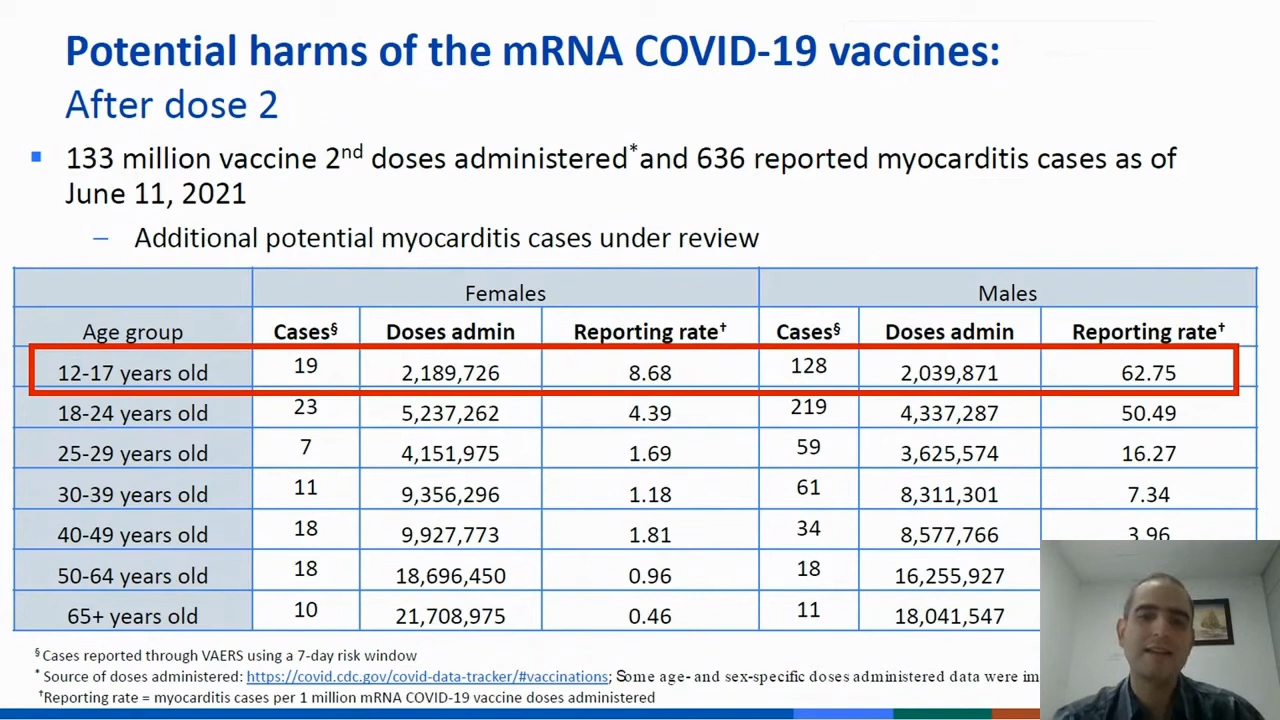 Potential harms of the mRNA COVID-19 vaccines:
After dose 2
133 million vaccine 2nd doses administered* and 636 reported myocarditis cases as of
June 11, 2021
– Additional potential myocarditis cases under review
Females Males
Age group Cases§ Doses admin Reporting rate† Cases§ Doses admin Reporting rate†
12-17 years old 19 2,189,726 8.68 128 2,039,871 62.75
18-24 years old 23 5,237,262 4.39 219 4,337,287 50.49
25-29 years old 7 4,151,975 1.69 59 3,625,574 16.27
30-39 years old 11 9,356,296 1.18 61 8,311,301 7.34
40-49 years old 18 9,927,773 1.81 34 8,577,766 3.96
50-64 years old 18 18,696,450 0.96 18 16,255,927
65+ years old 10 21,708,975 0.46 11 18,041,547
§ Cases reported through VAERS using a 7-day risk window
* Source of doses administered: https://covid.cdc.gov/covid-data-tracker/#vaccinations; Some age- and sex-specific doses administered data were
†Reporting rate = myocarditis cases per 1 million mRNA COVID-19 vaccine doses administered